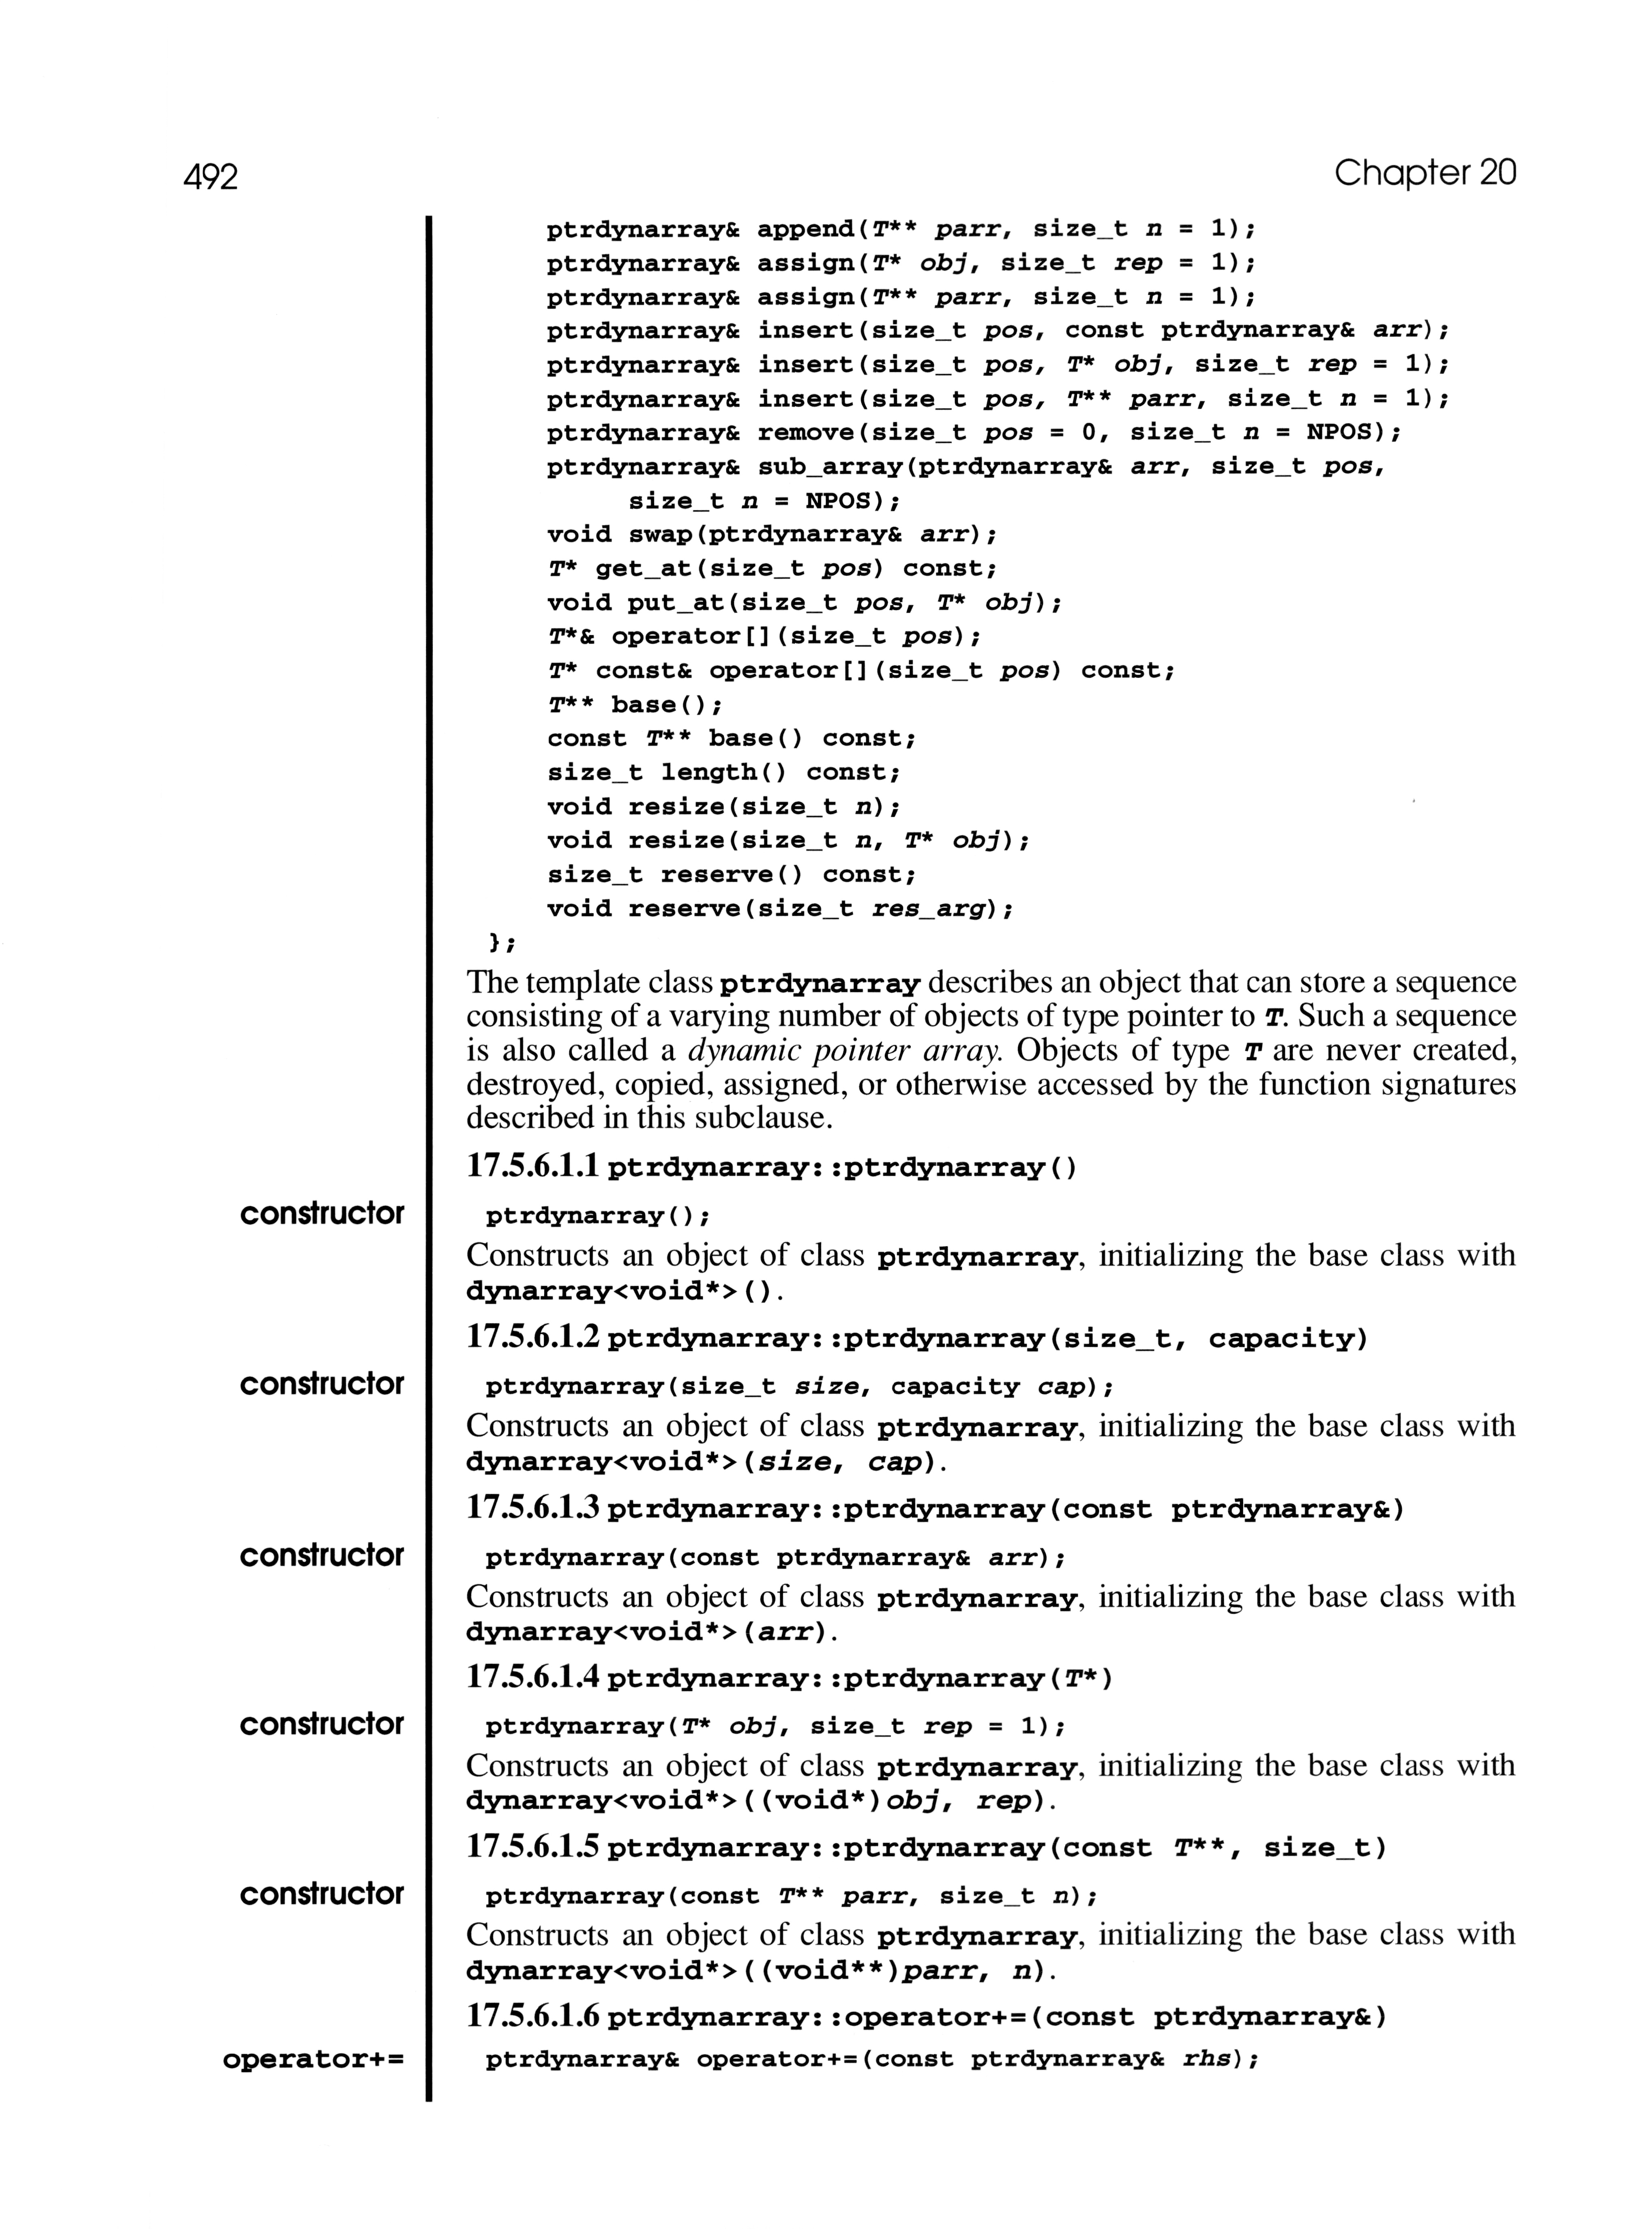 492
Chapter 20
ptrdynarray& append(T** parr, size_t n = 1);
ptrdynarray& assign(T* obj, size_t rep = 1);
ptrdynarray& assign(T** parr, size_t n = 1);
ptrdynarray& insert(size_t pos, const ptrdynarray& arr);
ptrdynarray& insert(size_t pos, T* obj, size_t rep = 1);
ptrdynarray& insert(size_t pos, T** parr, size_t n = 1);
ptrdynarray& remove(size_t pos = 0, size_t n = NPOS);
ptrdynarray& sub_array(ptrdynarray& arr, size_t pos,
size_t n = NPOS);
void swap(ptrdynarray& arr);
T* get_at(size_t pos) const;
void put_at(size_t pos, T* obj);
T*& operator[](size_t pos);
T* const& operator[](size_t pos) const;
T** base();
const T** base() const;
size_t length() const;
void resize(size_t n);
void resize(size_t n, T* obj);
size_t reserve() const;
void reserve(size_t res_arg);
};
The template class ptrdynarray describes an object that can store a sequence
consisting of a varying number of objects of type pointer to T. Such a sequence
is also called a dynamic pointer array. Objects of type T are never created,
destroyed, copied, assigned, or otherwise accessed by the function signatures
described in this subclause.
17.5.6.1.1 ptrdynarray::ptrdynarray()
constructor ptrdynarray();
Constructs an object of class ptrdynarray, initializing the base class with
dynarray<void*>().
17.5.6.1.2 ptrdynarray::ptrdynarray(size_t, capacity)
constructor ptrdynarray(size_t size, capacity cap);
Constructs an object of class ptrdynarray, initializing the base class with
dynarray<void*>(size, cap).
17.5.6.1.3 ptrdynarray::ptrdynarray(const ptrdynarray&)
constructor ptrdynarray(const ptrdynarray& arr);
Constructs an object of class ptrdynarray, initializing the base class with
dynarray<void*>(arr).
17.5.6.1.4 ptrdynarray::ptrdynarray(T*)
constructor ptrdynarray(T* obj, size_t rep = 1);
Constructs an object of class ptrdynarray, initializing the base class with
dynarray<void*>((void*)obj, rep).
17.5.6.1.5 ptrdynarray::ptrdynarray(const T**, size_t)
constructor ptrdynarray(const T** parr, size_t n);
Constructs an object of class ptrdynarray, initializing the base class with
dynarray<void*>((void**)parr, n).
17.5.6.1.6 ptrdynarray::operator+=(const ptrdynarray&)
operator+= ptrdynarray& operator+=(const ptrdynarray& rhs);